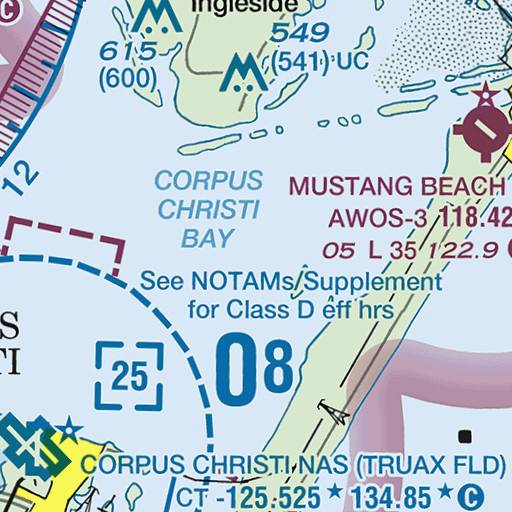 C
Ingleside
615
(600)
549
(541) UC
12
CORPUS
CHRISTI
BAY
MUSTANG BEACH
AWOS-3 118.42
05 L 35 122.9
See NOTAMs/Supplement
for Class D eff hrs
S
TI
25
08
CORPUS CHRISTI NAS (TRUAX FLD)
CT - 125.525 * 134.85 * C